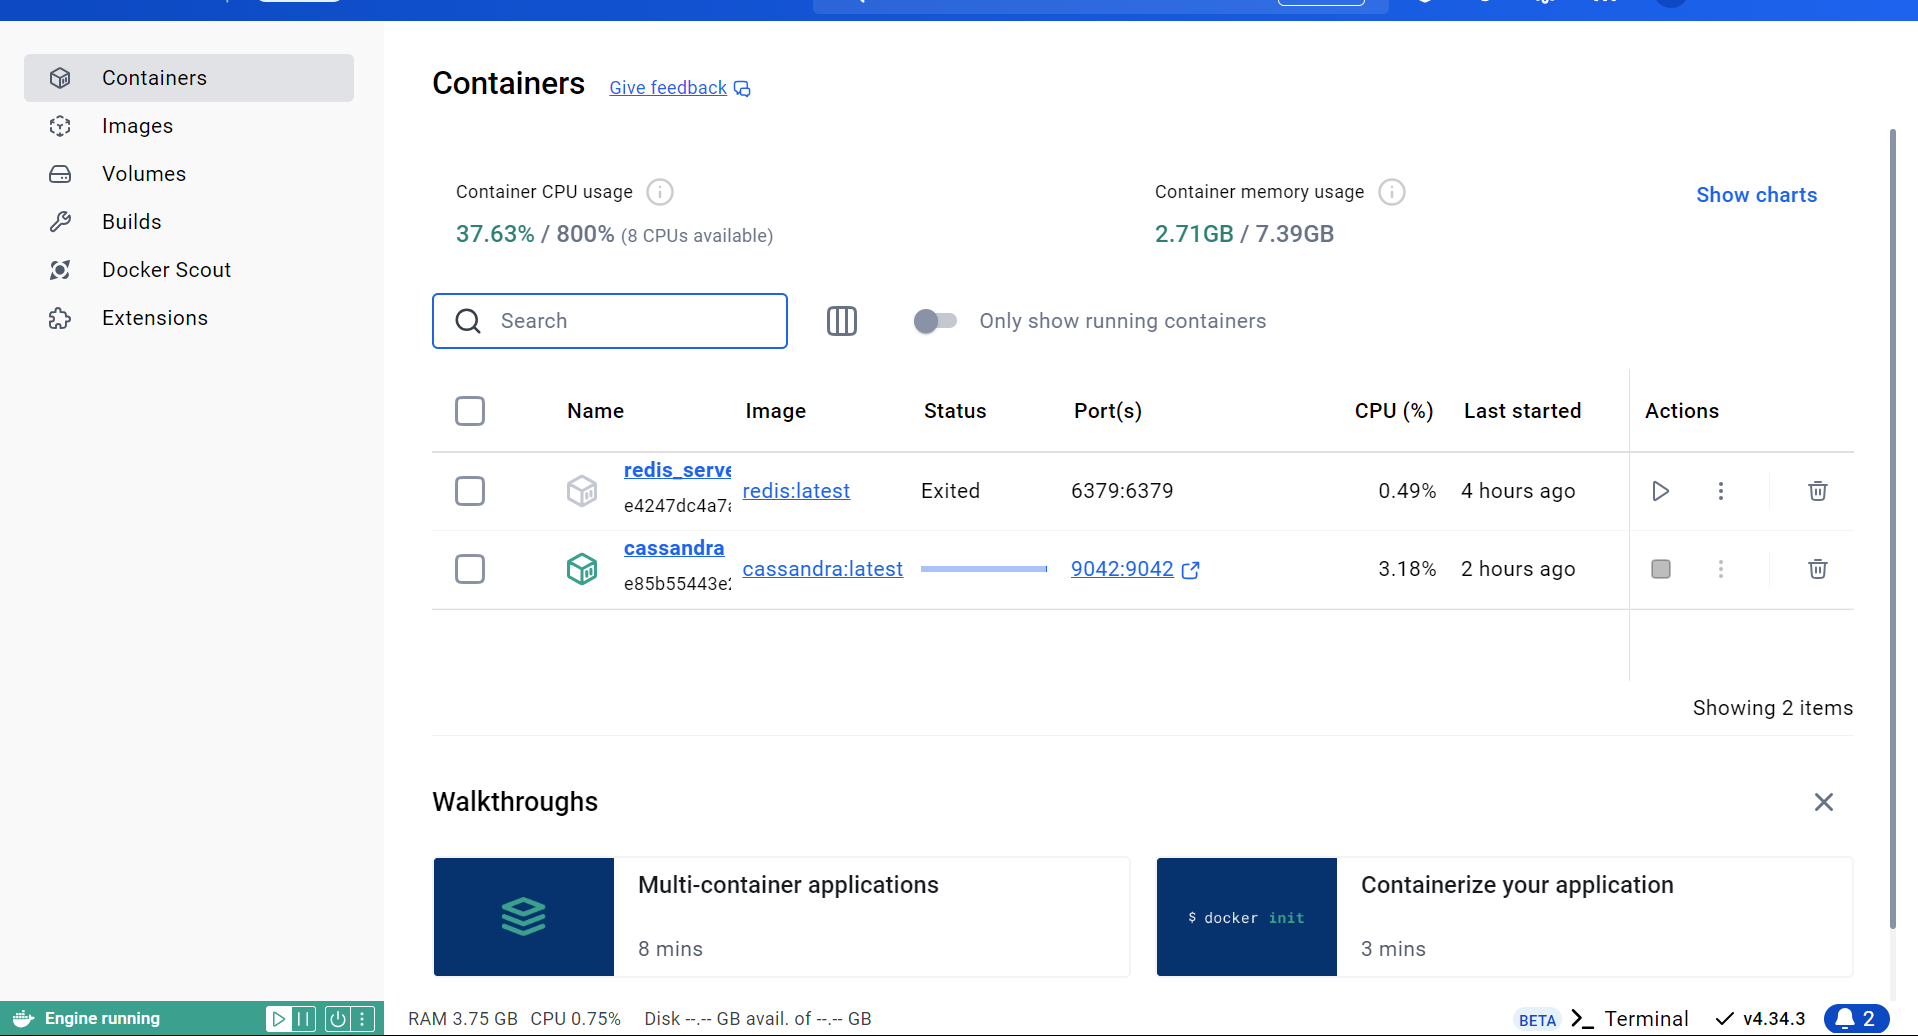 Containers
Images
Volumes
Builds
Docker Scout
Extensions
Containers Give feedback
Container CPU usage
37.63% / 800% (8 CPUs available)
Container memory usage
2.71GB / 7.39GB
Show charts
Search
Only show running containers
Name Image Status Port(s) CPU (%) Last started Actions
redis_serve
e4247dc4a7a
redis:latest Exited 6379:6379 0.49% 4 hours ago
cassandra
e85b55443e2
cassandra:latest 9042:9042 3.18% 2 hours ago
Showing 2 items
Walkthroughs
Multi-container applications
8 mins
$ docker init
Containerize your application
3 mins
Engine running
RAM 3.75 GB CPU 0.75% Disk --.-- GB avail. of --.-- GB
BETA >_ Terminal v4.34.3 2